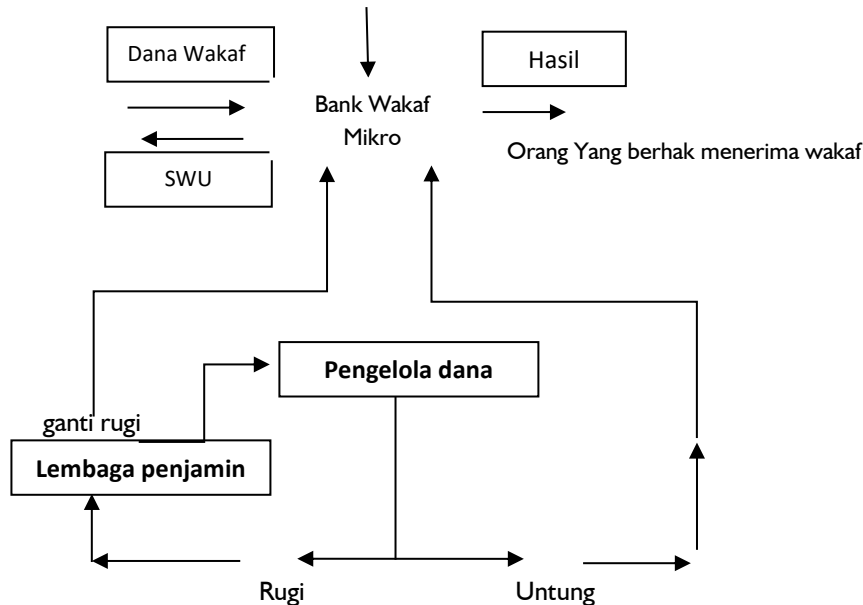 Dana Wakaf
Hasil
Bank Wakaf
Mikro
Orang Yang berhak menerima wakaf
SWU
Pengelola dana
ganti rugi
Lembaga penjamin
Rugi
Untung